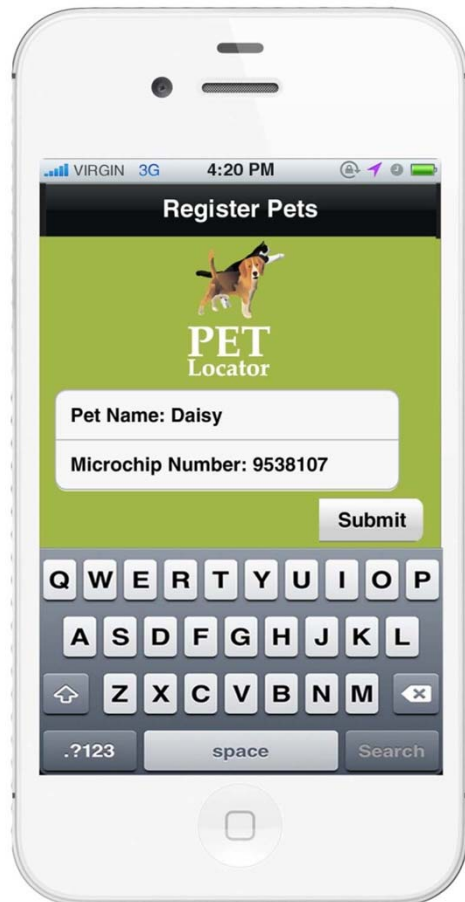 VIRGIN 3G 4:20 PM
Register Pets
PET
Locator
Pet Name: Daisy
Microchip Number: 9538107
Submit
Q W E R T Y U I O P
A S D F G H J K L
Z X C V B N M
.?123 space Search